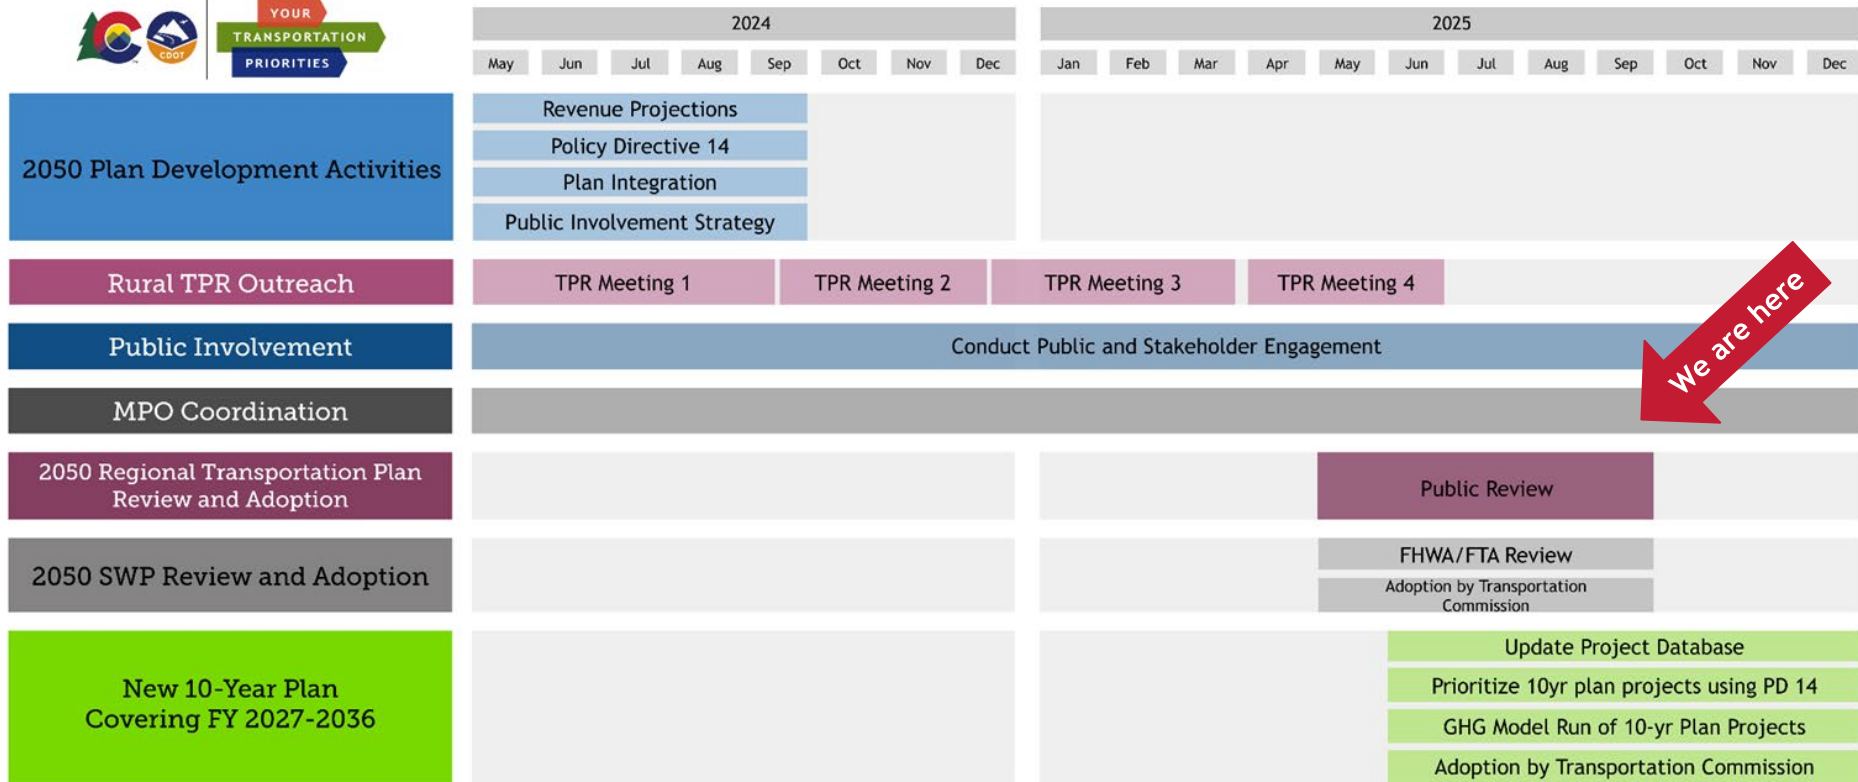 CDOT
YOUR
TRANSPORTATION
PRIORITIES
2024
2025
May Jun Jul Aug Sep Oct Nov Dec Jan Feb Mar Apr May Jun Jul Aug Sep Oct Nov Dec
2050 Plan Development Activities
Revenue Projections
Policy Directive 14
Plan Integration
Public Involvement Strategy
Rural TPR Outreach
TPR Meeting 1
TPR Meeting 2
TPR Meeting 3
TPR Meeting 4
We are here
Public Involvement
Conduct Public and Stakeholder Engagement
MPO Coordination
2050 Regional Transportation Plan
Review and Adoption
Public Review
2050 SWP Review and Adoption
FHWA/FTA Review
Adoption by Transportation
Commission
New 10-Year Plan
Covering FY 2027-2036
Update Project Database
Prioritize 10yr plan projects using PD 14
GHG Model Run of 10-yr Plan Projects
Adoption by Transportation Commission